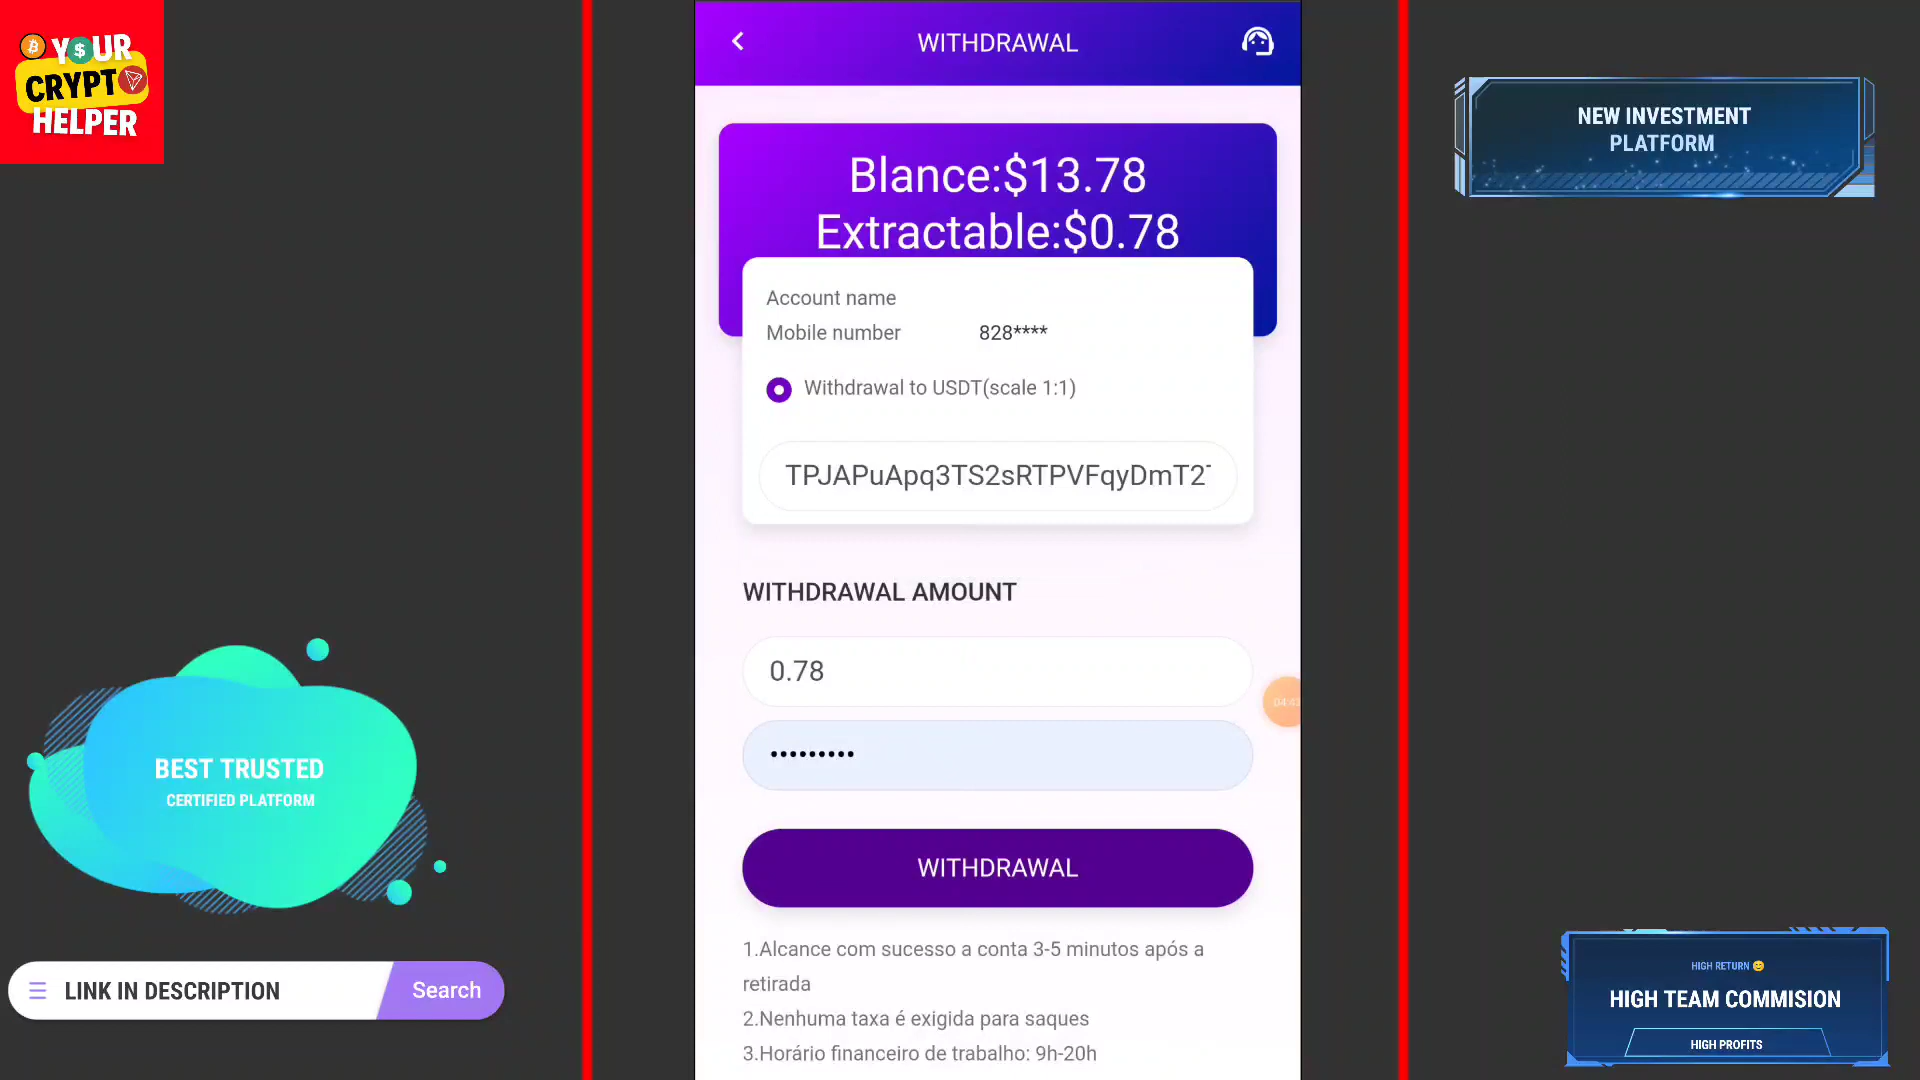 Y$UR
CRYPT
HELPER
WITHDRAWAL
Blance:$13.78
Extractable:$0.78
Account name
Mobile number 828****
Withdrawal to USDT(scale 1:1)
TPJAPuApq3TS2sRTPVFqyDmT2
WITHDRAWAL AMOUNT
0.78
•••••••••
WITHDRAWAL
1.Alcance com sucesso a conta 3-5 minutos após a
retirada
2.Nenhuma taxa é exigida para saques
3.Horário financeiro de trabalho: 9h-20h
NEW INVESTMENT
PLATFORM
BEST TRUSTED
CERTIFIED PLATFORM
LINK IN DESCRIPTION Search
HIGH RETURN 😊
HIGH TEAM COMMISION
HIGH PROFITS